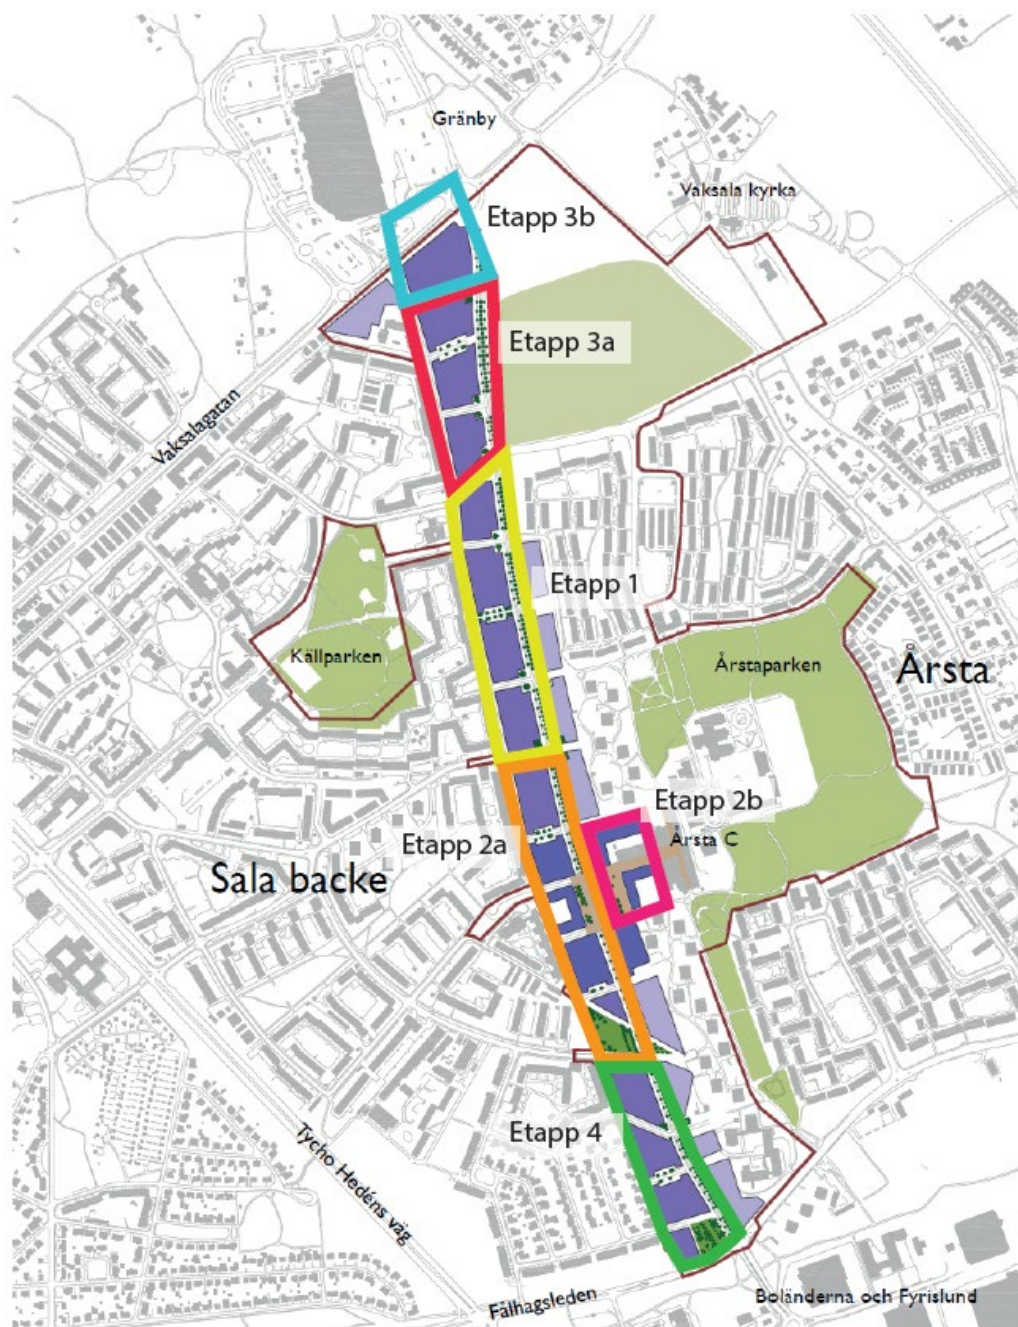 Gränby
Vaksala kyrka
Etapp 3b
Etapp 3a
Vaksalagatan
Etapp 1
Källparken
Årstaparken
Årsta
Etapp 2b
Etapp 2a
Årsta C
Sala backe
Etapp 4
Tycho Hedéns väg
Fålhagsleden
Boländerna och Fyrislund